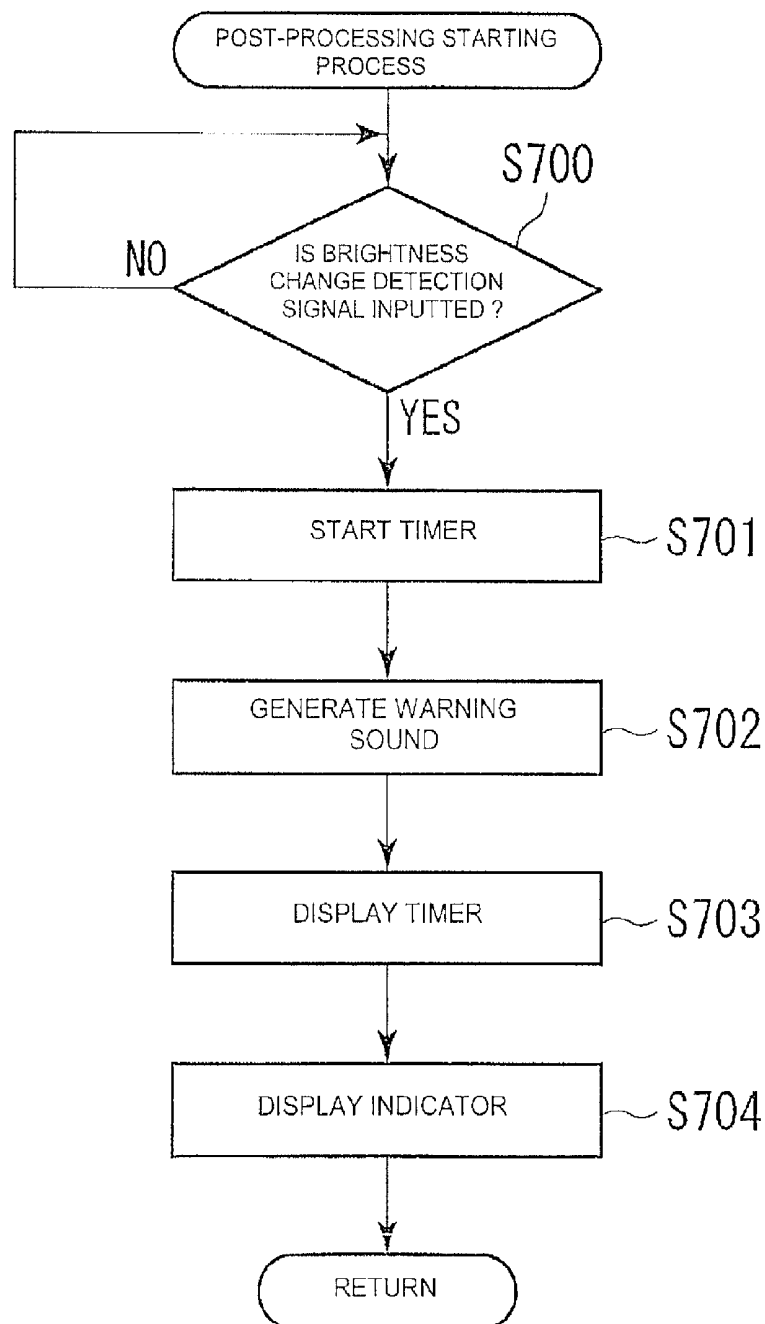 POST-PROCESSING STARTING
PROCESS
S700
NO
IS BRIGHTNESS
CHANGE DETECTION
SIGNAL INPUTTED ?
YES
START TIMER
S701
GENERATE WARNING
SOUND
S702
DISPLAY TIMER
S703
DISPLAY INDICATOR
S704
RETURN